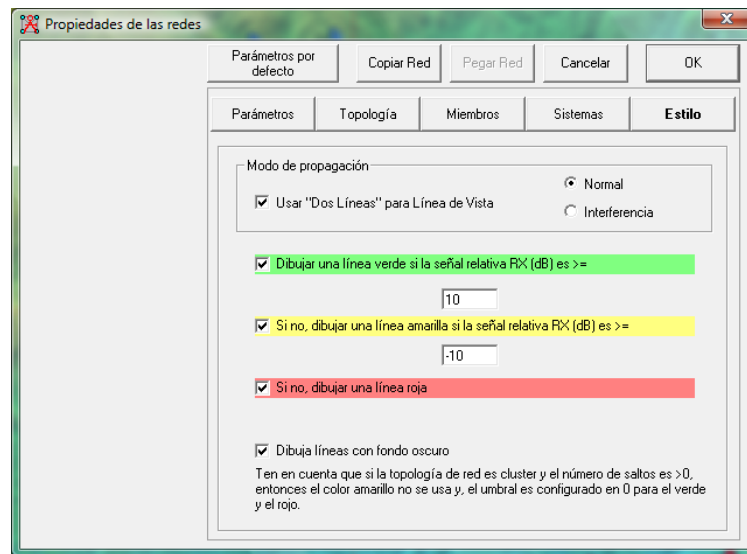 Propiedades de las redes
Parámetros por
defecto
Copiar Red
Pegar Red
Cancelar
OK
Parámetros
Topología
Miembros
Sistemas
Estilo
Modo de propagación
Usar "Dos Líneas" para Línea de Vista
Normal
Interferencia
Dibujar una línea verde si la señal relativa RX (dB) es >=
10
Si no, dibujar una línea amarilla si la señal relativa RX (dB) es >=
-10
Si no, dibujar una línea roja
Dibuja líneas con fondo oscuro
Ten en cuenta que si la topología de red es cluster y el número de saltos es >0,
entonces el color amarillo no se usa y, el umbral es configurado en 0 para el verde
y el rojo.